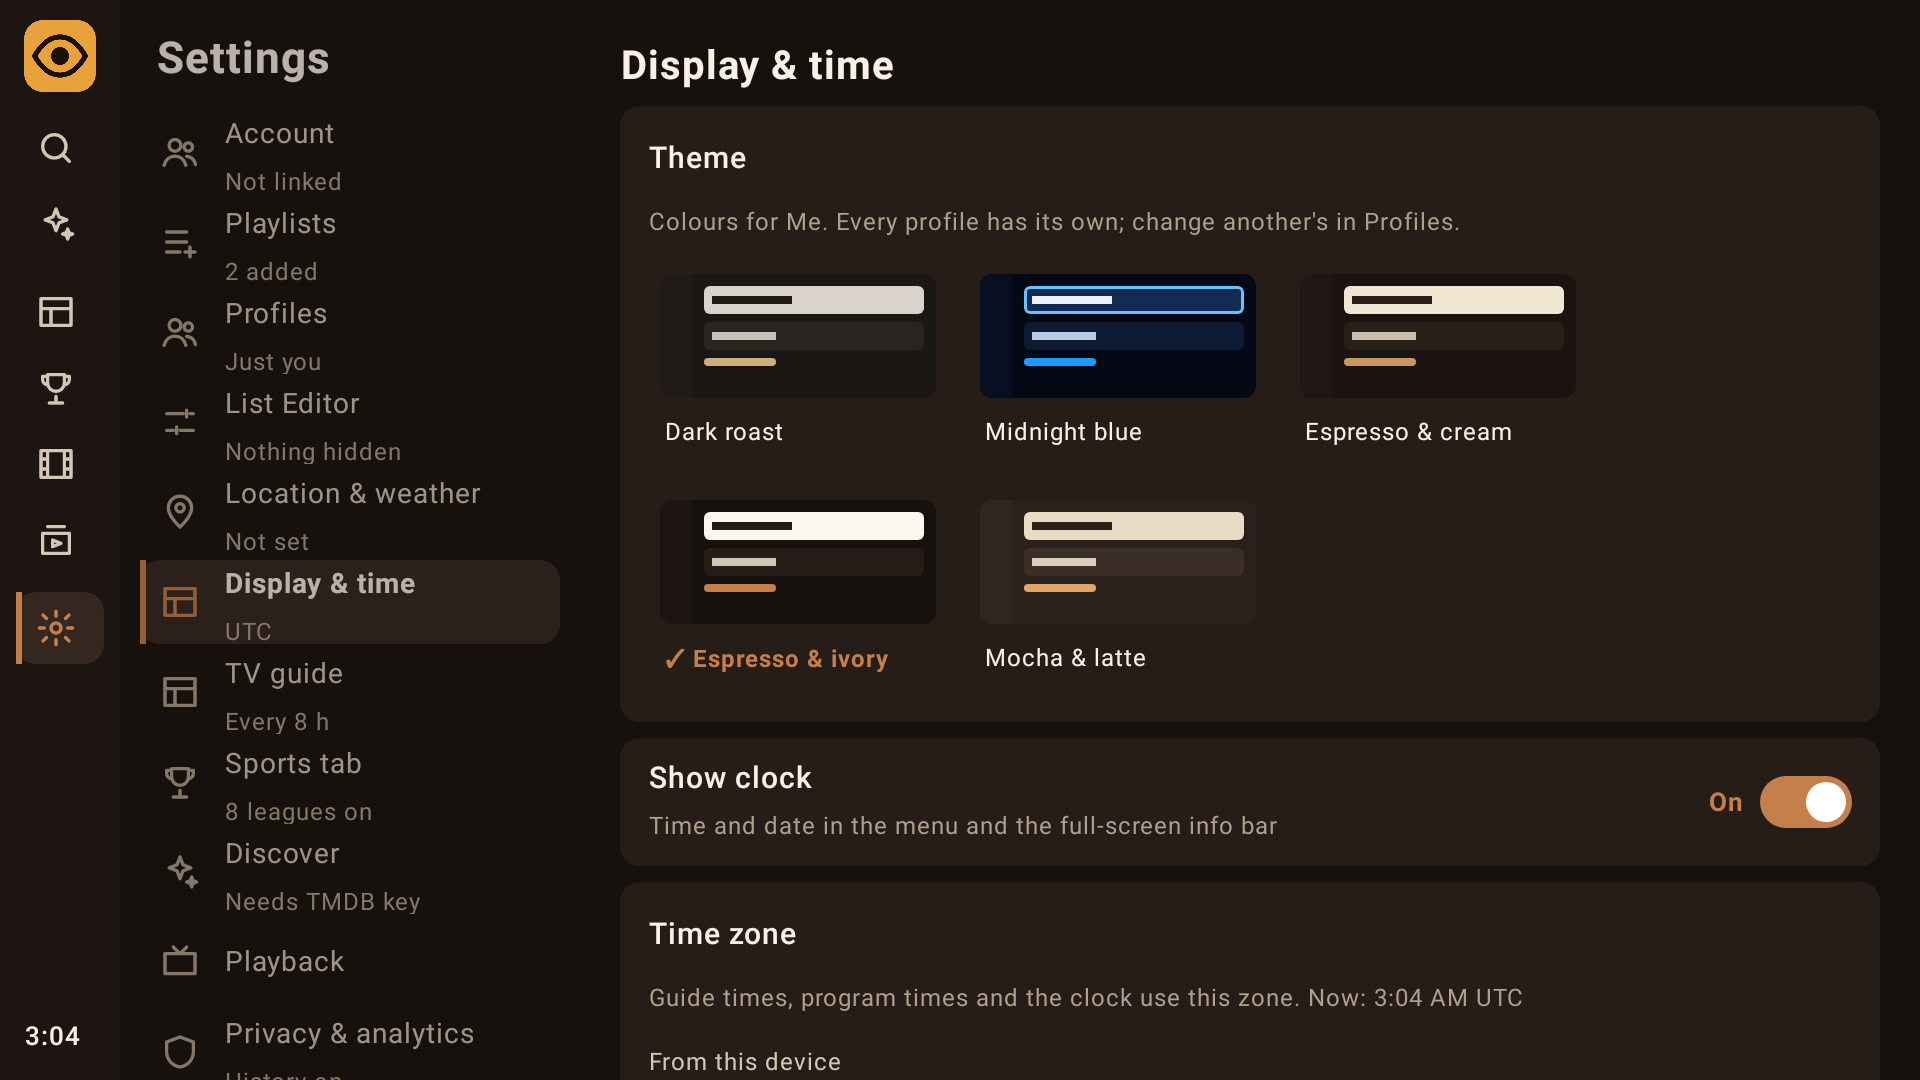 Settings
Account
Not linked
Playlists
2 added
Profiles
Just you
List Editor
Nothing hidden
Location & weather
Not set
Display & time
UTC
TV guide
Every 8 h
Sports tab
8 leagues on
Discover
Needs TMDB key
Playback
Privacy & analytics
History on
3:04
Display & time
Theme
Colours for Me. Every profile has its own; change another's in Profiles.
Dark roast
Midnight blue
Espresso & cream
✓ Espresso & ivory
Mocha & latte
Show clock
Time and date in the menu and the full-screen info bar
On
Time zone
Guide times, program times and the clock use this zone. Now: 3:04 AM UTC
From this device